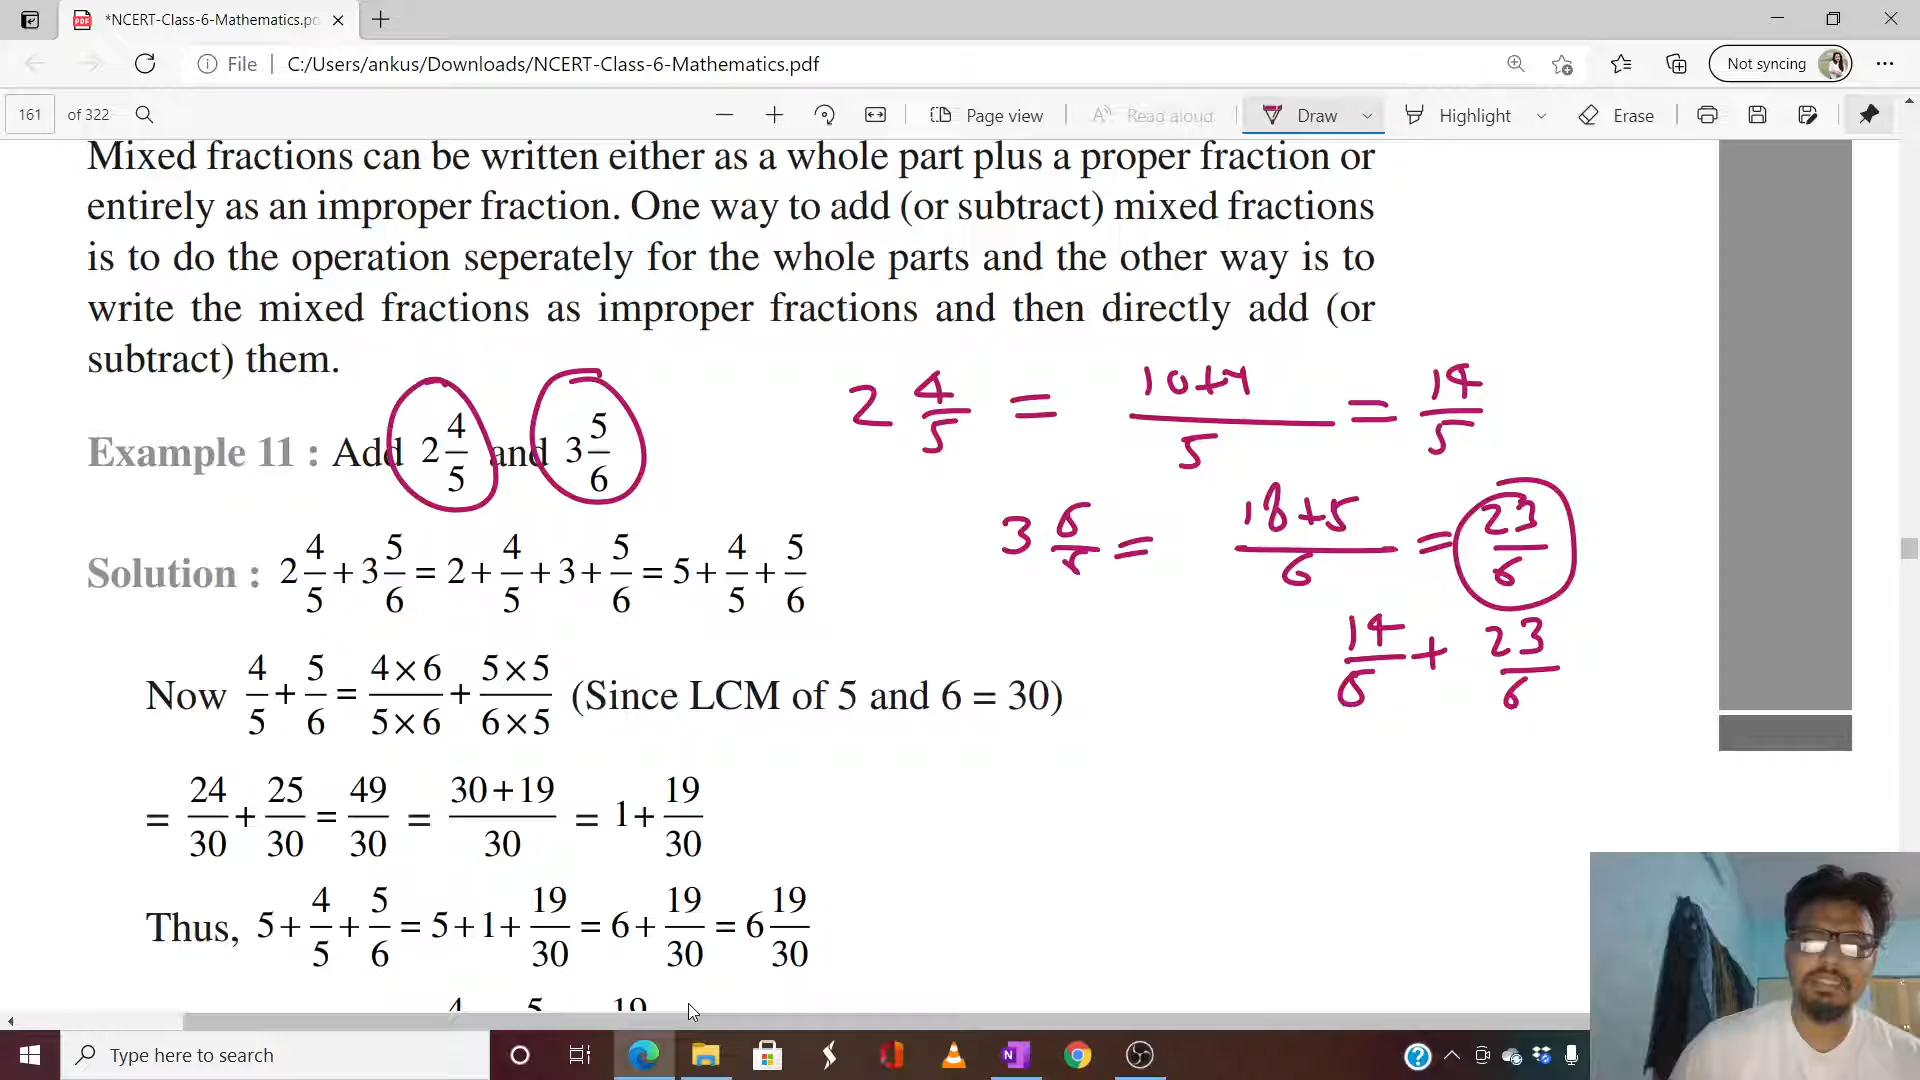 *NCERT-Class-6-Mathematics.pd
File | C:/Users/ankus/Downloads/NCERT-Class-6-Mathematics.pdf
Not syncing
161 of 322
Page view
Read aloud
Draw
Highlight
Erase
Mixed fractions can be written either as a whole part plus a proper fraction or
entirely as an improper fraction. One way to add (or subtract) mixed fractions
is to do the operation seperately for the whole parts and the other way is to
write the mixed fractions as improper fractions and then directly add (or
subtract) them.
2 4/5 = 10+4/5 = 14/5
Example 11 : Add 2 4/5 and 3 5/6
3 5/6 = 18+5/6 = 23/6
Solution : 2 4/5 + 3 5/6 = 2 + 4/5 + 3 + 5/6 = 5 + 4/5 + 5/6
14/5 + 23/6
Now 4/5 + 5/6 = 4×6/5×6 + 5×5/6×5 (Since LCM of 5 and 6 = 30)
= 24/30 + 25/30 = 49/30 = 30+19/30 = 1 + 19/30
Thus, 5 + 4/5 + 5/6 = 5 + 1 + 19/30 = 6 + 19/30 = 6 19/30
4 5 19
Type here to search